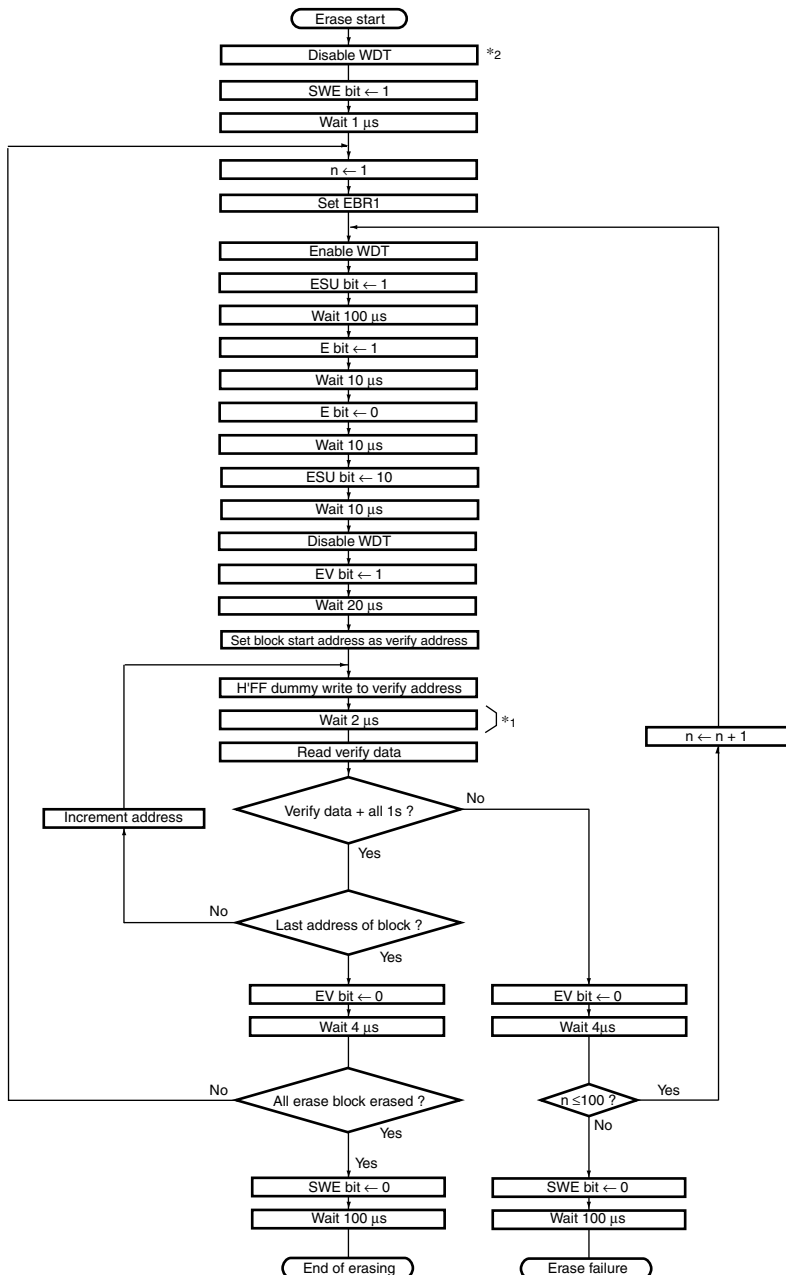 Erase start
Disable WDT
*2
SWE bit ← 1
Wait 1 μs
n ← 1
Set EBR1
Enable WDT
ESU bit ← 1
Wait 100 μs
E bit ← 1
Wait 10 μs
E bit ← 0
Wait 10 μs
ESU bit ← 10
Wait 10 μs
Disable WDT
EV bit ← 1
Wait 20 μs
Set block start address as verify address
H'FF dummy write to verify address
Wait 2 μs
*1
n ← n + 1
Read verify data
No
Verify data + all 1s ?
Increment address
Yes
No
Last address of block ?
Yes
EV bit ← 0
EV bit ← 0
Wait 4 μs
Wait 4μs
No
Yes
All erase block erased ?
n ≤100 ?
Yes
No
Yes
SWE bit ← 0
SWE bit ← 0
Wait 100 μs
Wait 100 μs
End of erasing
Erase failure